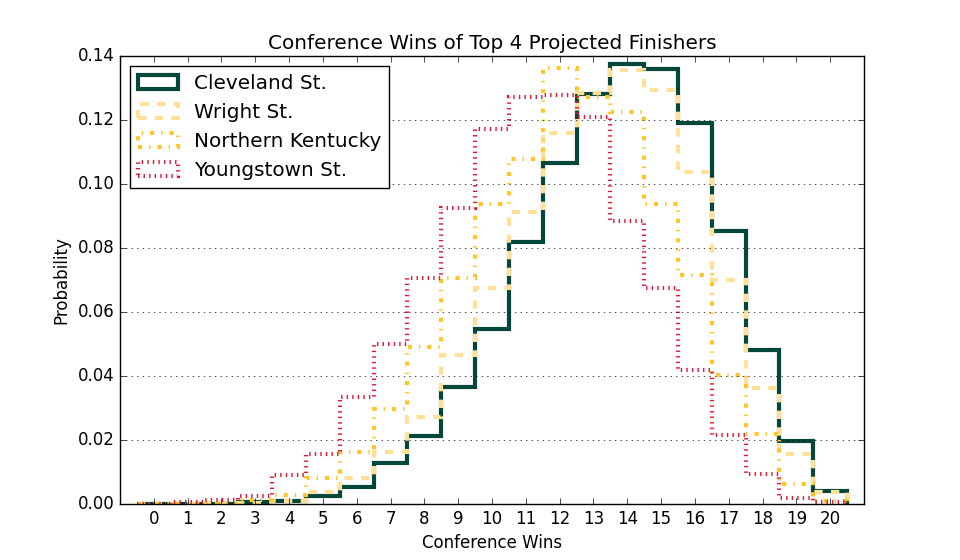 Conference Wins of Top 4 Projected Finishers
Cleveland St.
Wright St.
Northern Kentucky
Youngstown St.
Probability
0.14
0.12
0.10
0.08
0.06
0.04
0.02
0.00
0 1 2 3 4 5 6 7 8 9 10 11 12 13 14 15 16 17 18 19 20
Conference Wins